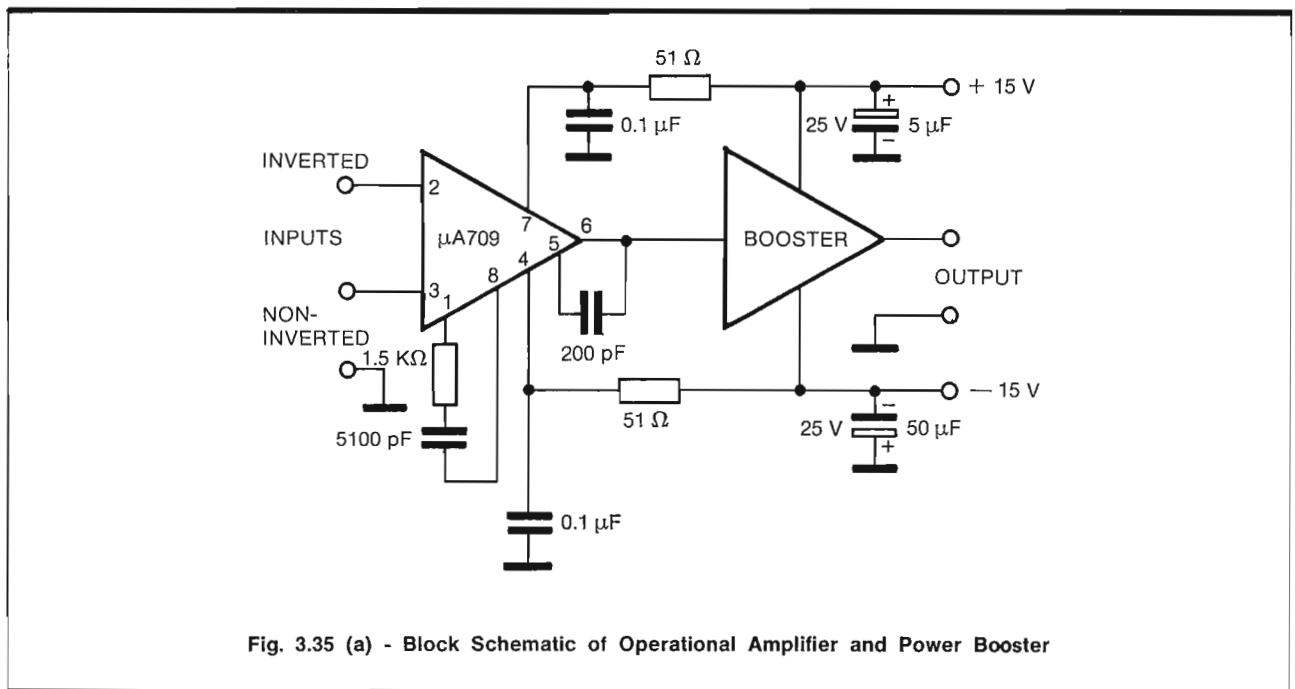 51 Ω
+ 15 V
0.1 µF
25 V
+
5 µF
−
INVERTED
2
7
6
INPUTS
µA709
5
BOOSTER
4
8
OUTPUT
3
1
NON-
INVERTED
200 pF
1.5 KΩ
— 15 V
51 Ω
−
25 V
50 µF
+
5100 pF
0.1 µF
Fig. 3.35 (a) - Block Schematic of Operational Amplifier and Power Booster